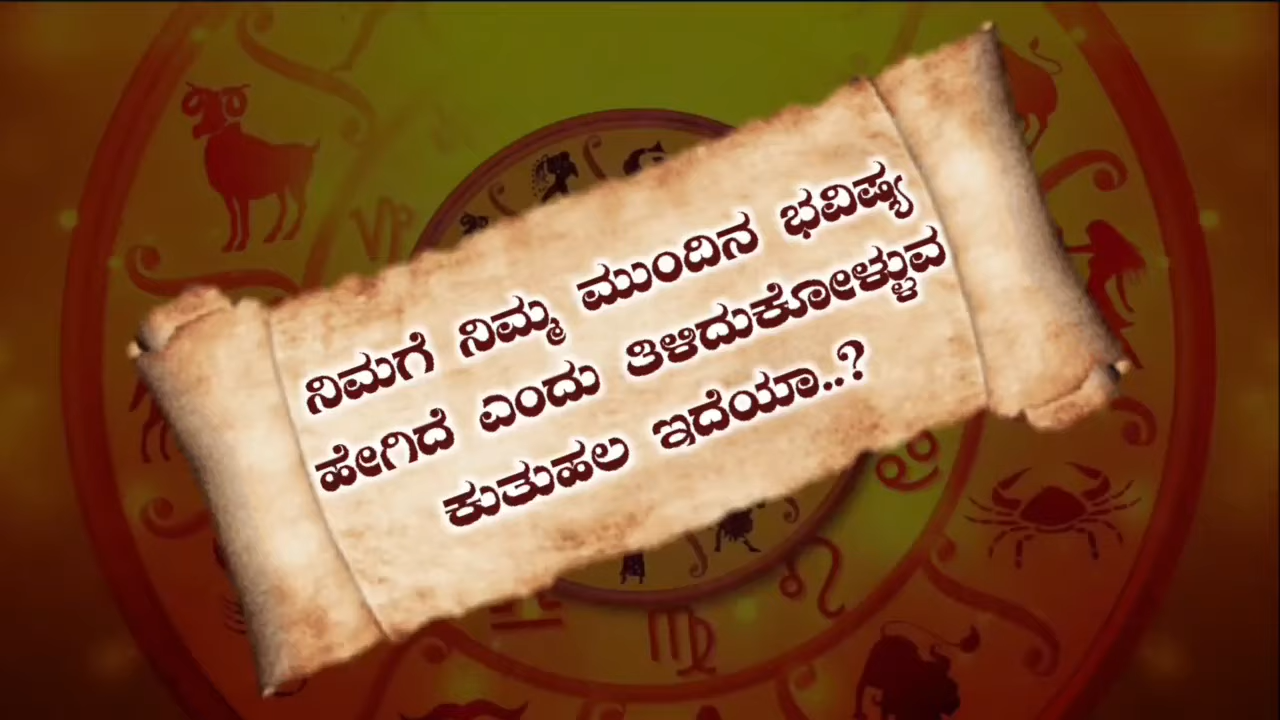 ನಿಮಗೆ ನಿಮ್ಮ ಮುಂದಿನ ಭವಿಷ್ಯ
ಹೇಗಿದೆ ಎಂದು ತಿಳಿದುಕೋಳ್ಳುವ
ಕುತುಹಲ ಇದೆಯಾ..?